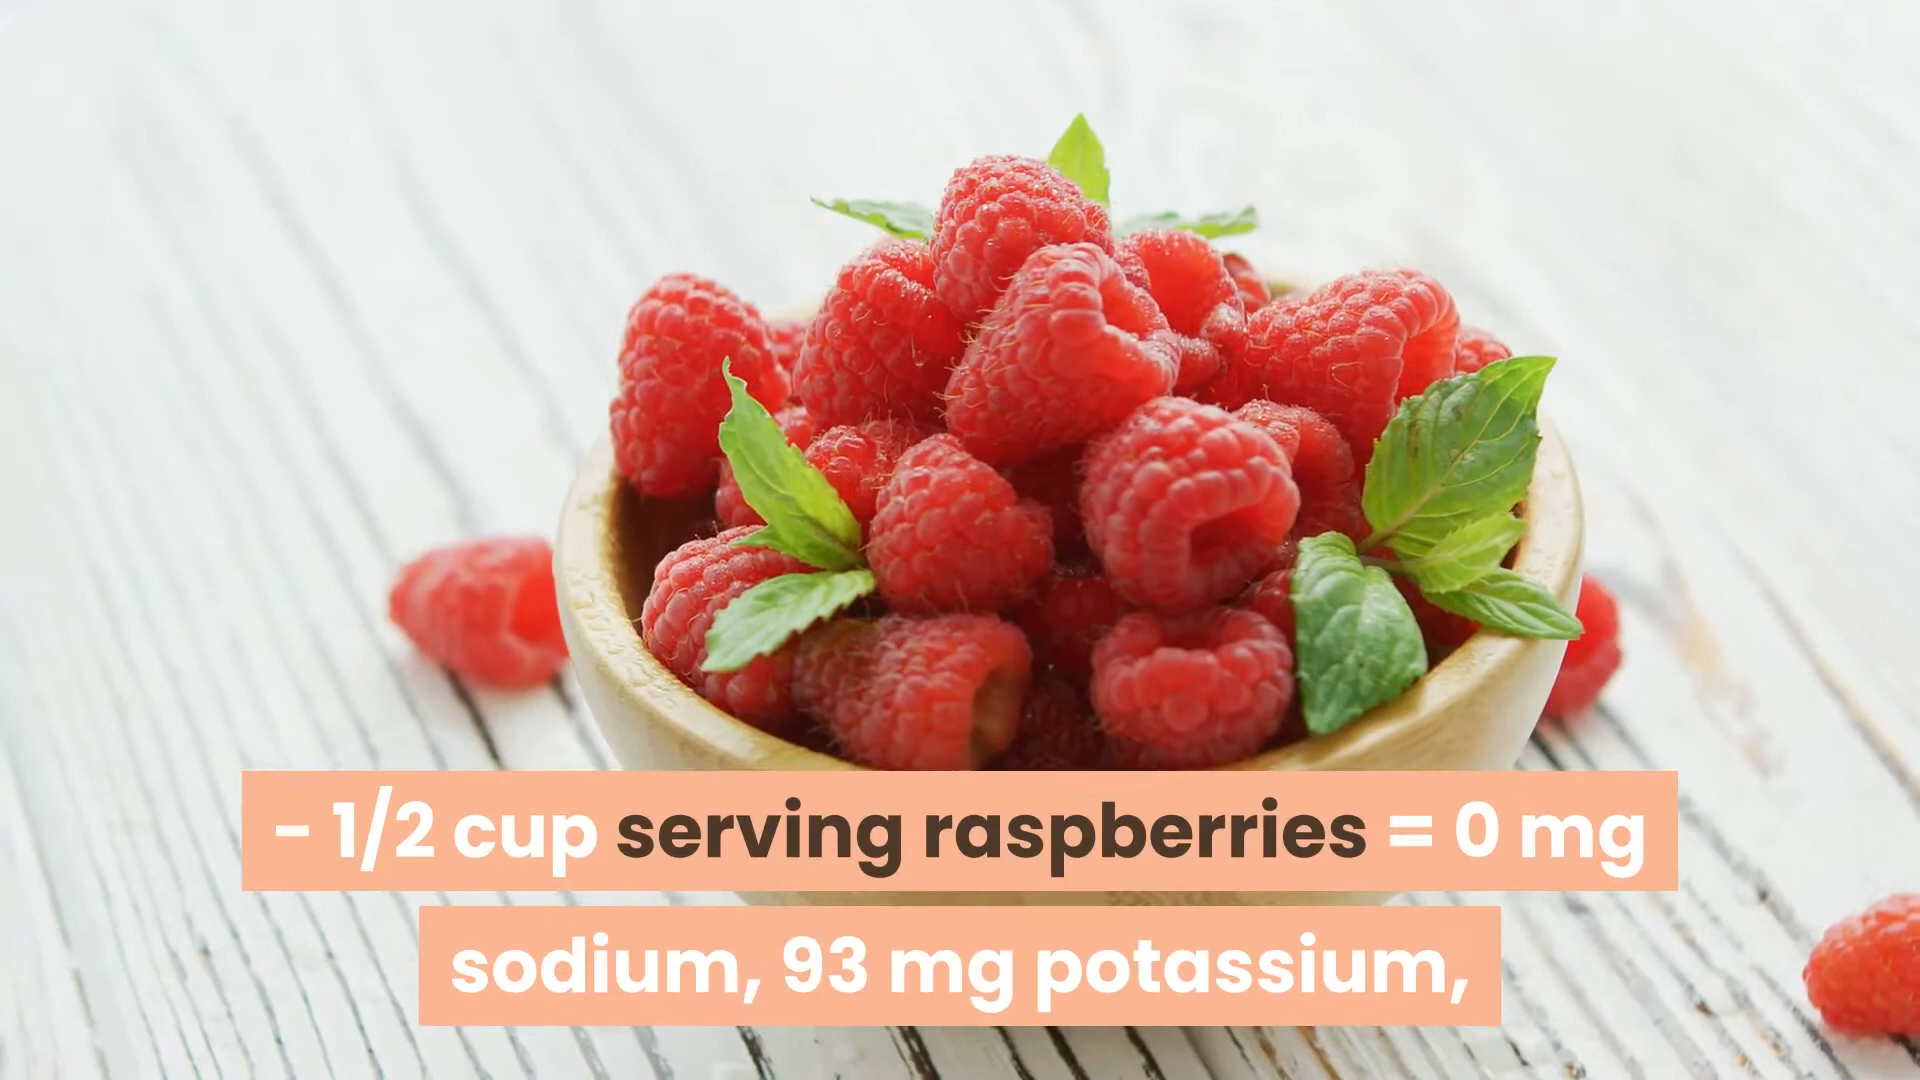 - 1/2 cup serving raspberries = 0 mg
sodium, 93 mg potassium,